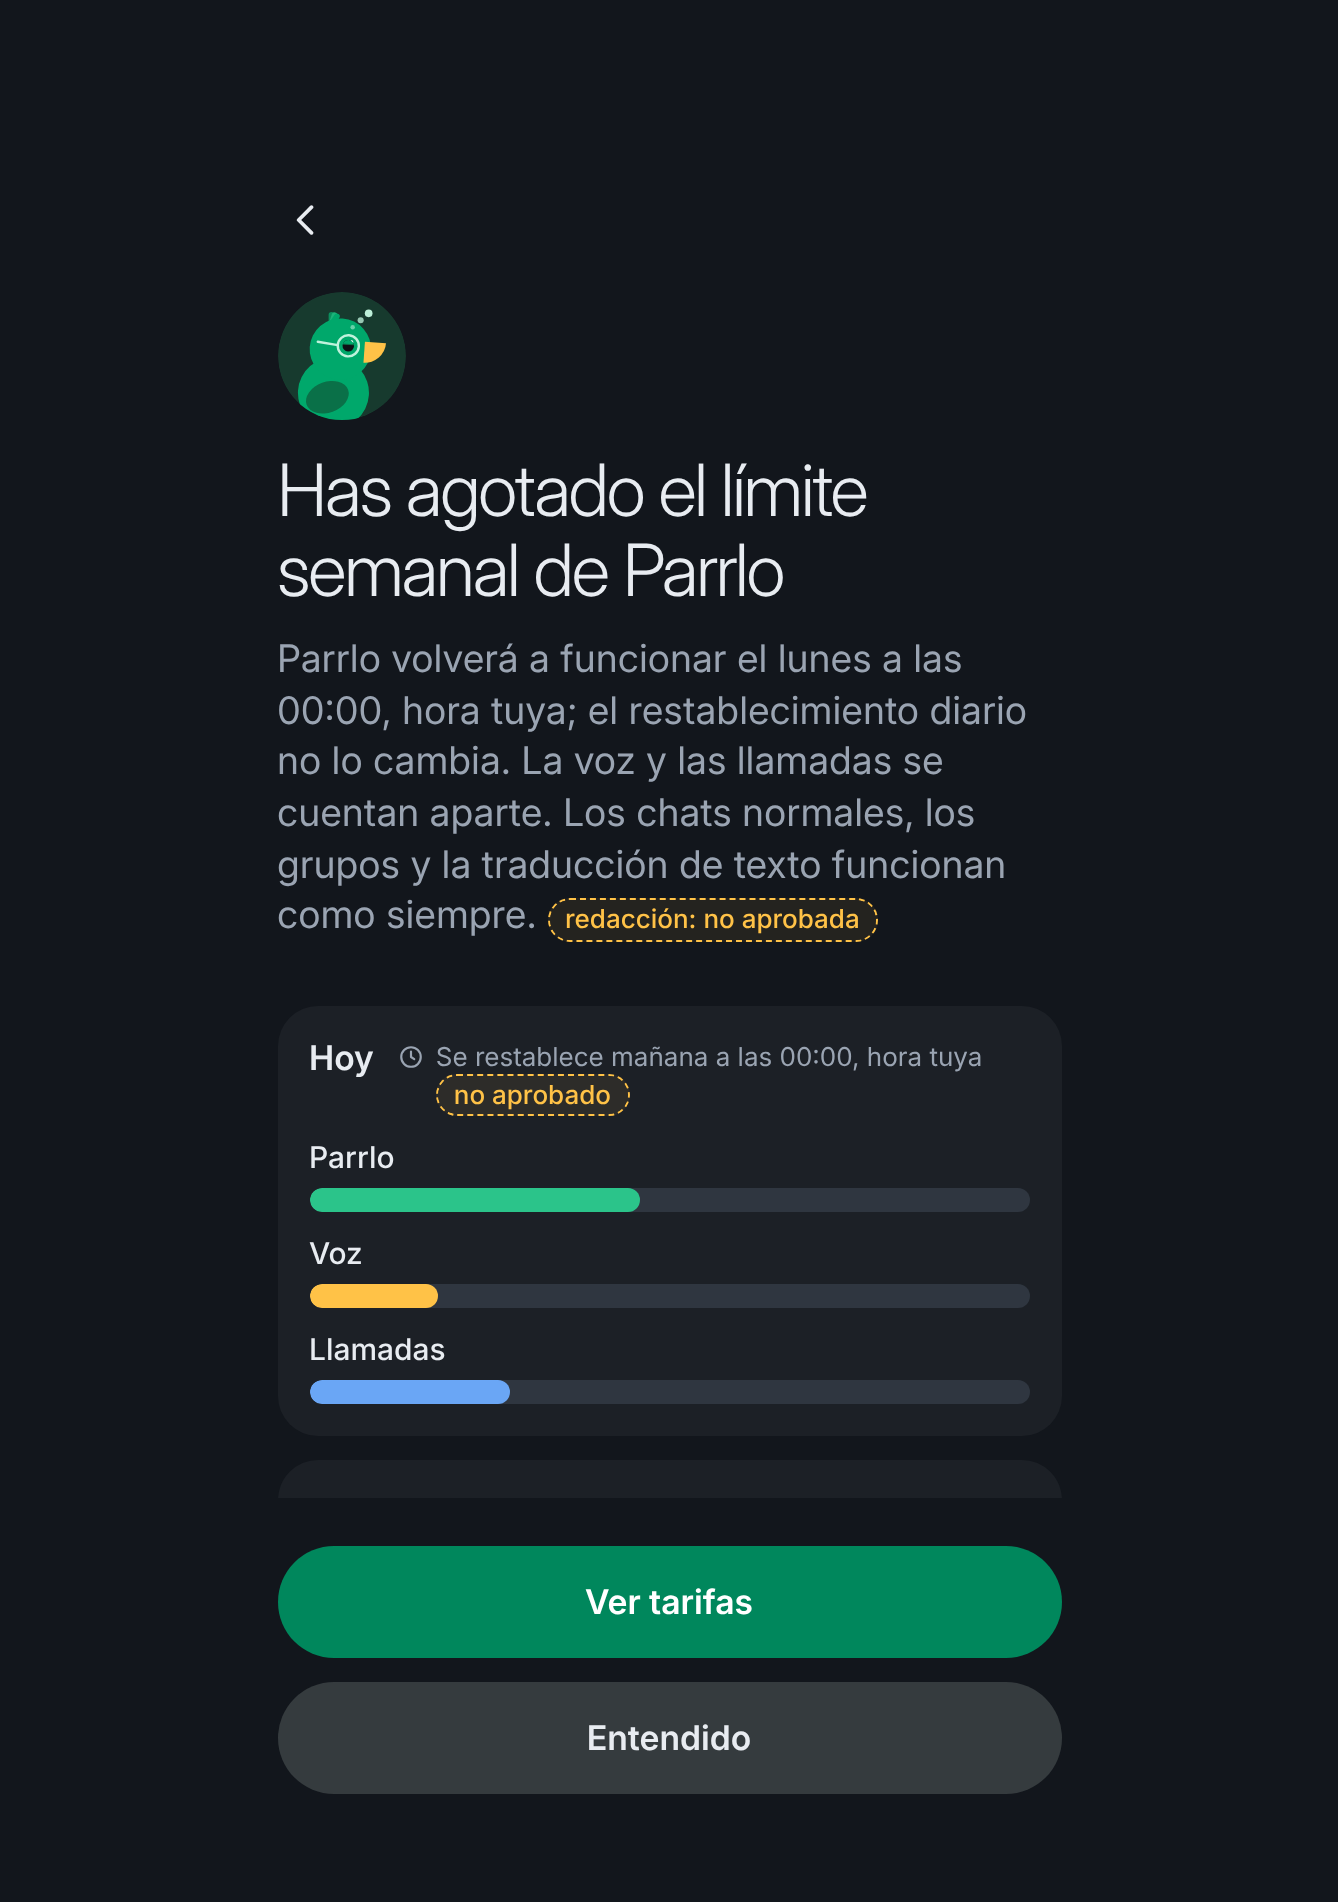 Has agotado el límite
semanal de Parrlo
Parrlo volverá a funcionar el lunes a las
00:00, hora tuya; el restablecimiento diario
no lo cambia. La voz y las llamadas se
cuentan aparte. Los chats normales, los
grupos y la traducción de texto funcionan
como siempre. redacción: no aprobada
Hoy Se restablece mañana a las 00:00, hora tuya
no aprobado
Parrlo
Voz
Llamadas
Ver tarifas
Entendido